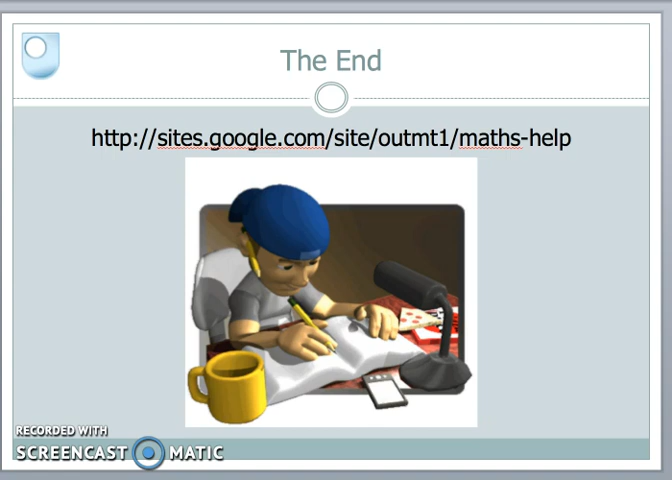 The End
http://sites.google.com/site/outmt1/maths-help
RECORDED WITH
SCREENCAST MATIC